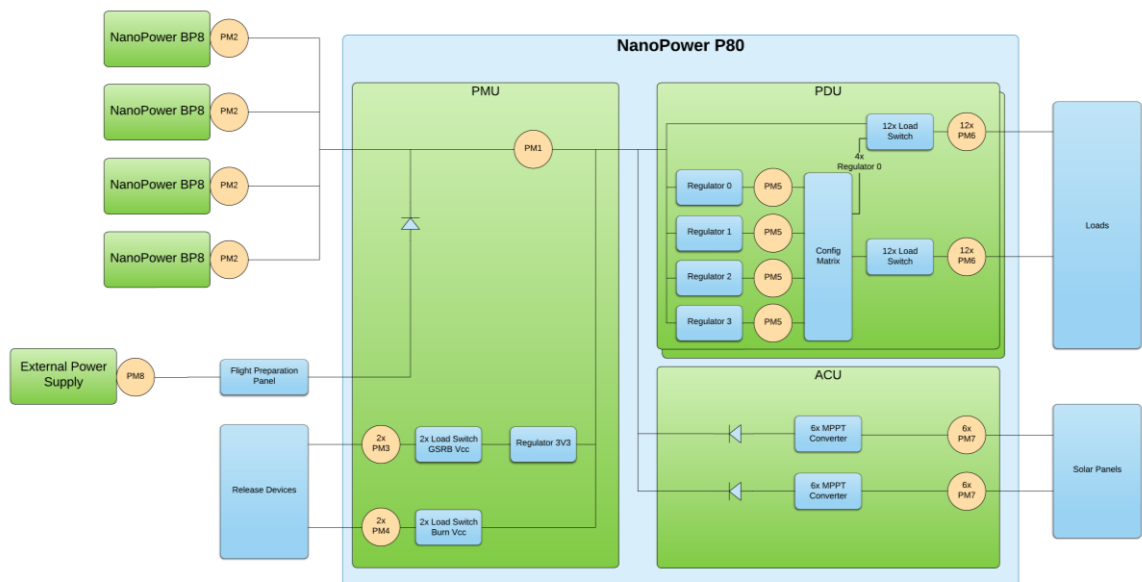 NanoPower P80
NanoPower BP8
PM2
NanoPower BP8
PM2
NanoPower BP8
PM2
NanoPower BP8
PM2
External Power
Supply
PM8
Flight Preparation
Panel
Release Devices
PMU
PM1
2x
PM3
2x Load Switch
GSRB Vcc
Regulator 3V3
2x
PM4
2x Load Switch
Burn Vcc
PDU
12x Load
Switch
12x
PM6
4x
Regulator 0
Regulator 0
PM5
Regulator 1
PM5
Regulator 2
PM5
Regulator 3
PM5
Config
Matrix
12x Load
Switch
12x
PM6
Loads
ACU
6x MPPT
Converter
6x
PM7
6x MPPT
Converter
6x
PM7
Solar Panels